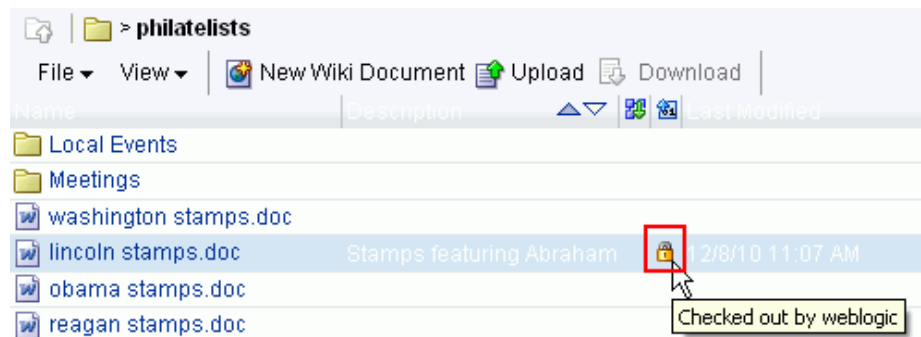 > philatelists
File View New Wiki Document Upload Download
Name Description Last Modified
Local Events
Meetings
washington stamps.doc
lincoln stamps.doc Stamps featuring Abraham 12/8/10 11:07 AM
obama stamps.doc
Checked out by weblogic
reagan stamps.doc